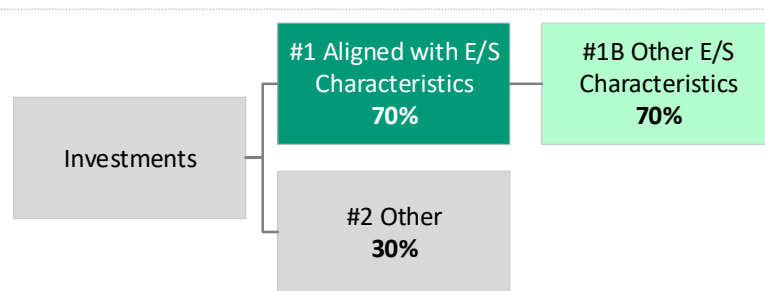 Investments
#1 Aligned with E/S
Characteristics
70%
#1B Other E/S
Characteristics
70%
#2 Other
30%